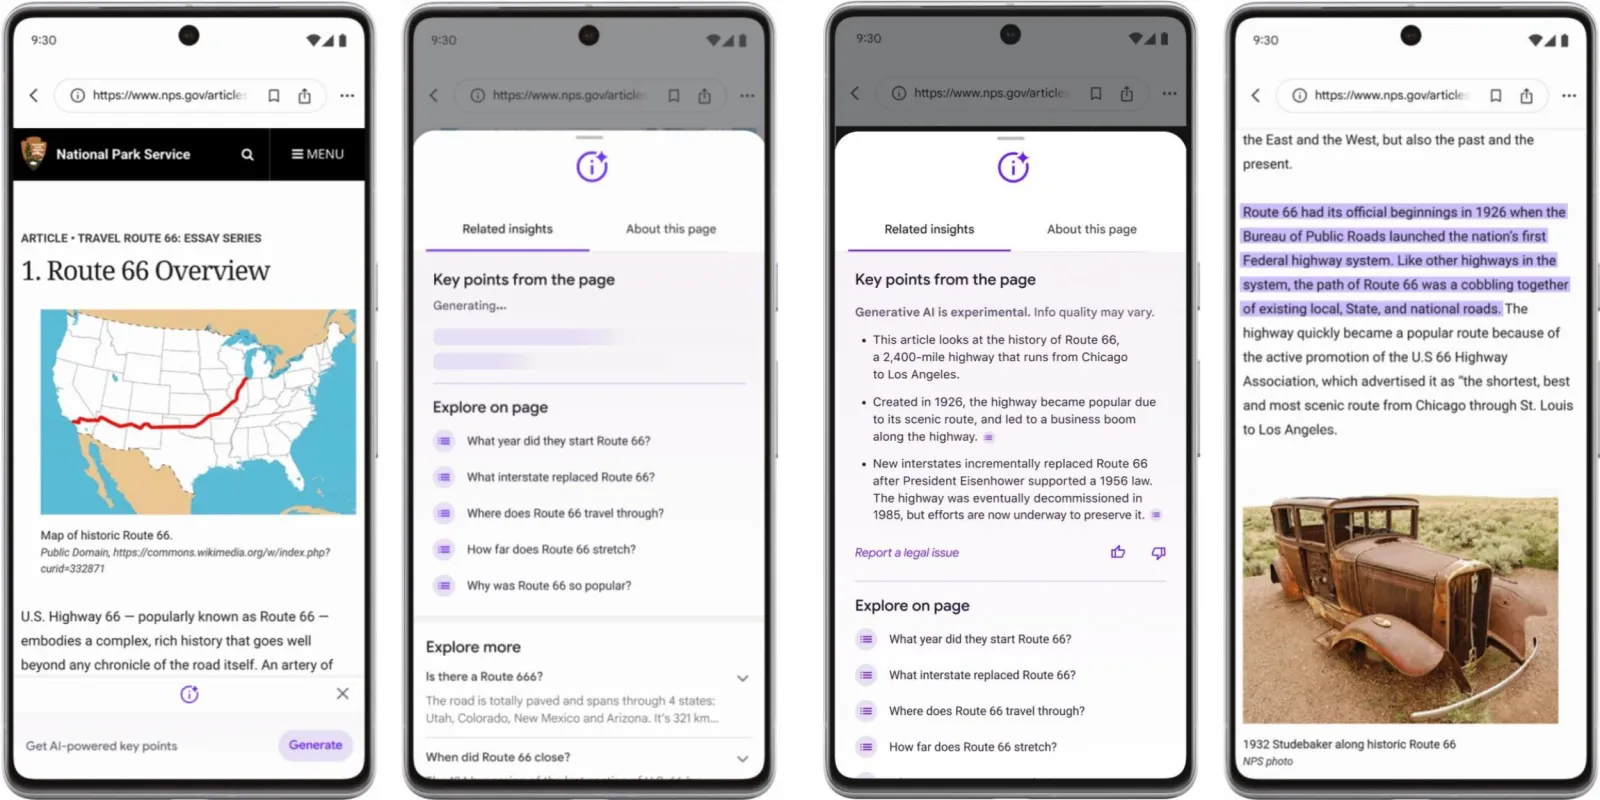 9:30
https://www.nps.gov/article
National Park Service
MENU
ARTICLE • TRAVEL ROUTE 66: ESSAY SERIES
1. Route 66 Overview
Map of historic Route 66.
Public Domain, https://commons.wikimedia.org/w/index.php?
curid=332871
U.S. Highway 66 — popularly known as Route 66 —
embodies a complex, rich history that goes well
beyond any chronicle of the road itself. An artery of
Get AI-powered key points
Generate
9:30
https://www.nps.gov/article
Related insights
About this page
Key points from the page
Generating...
Explore on page
What year did they start Route 66?
What interstate replaced Route 66?
Where does Route 66 travel through?
How far does Route 66 stretch?
Why was Route 66 so popular?
Explore more
Is there a Route 666?
The road is totally paved and spans through 4 states:
Utah, Colorado, New Mexico and Arizona. It's 321 km...
When did Route 66 close?
9:30
https://www.nps.gov/article
Related insights
About this page
Key points from the page
Generative AI is experimental. Info quality may vary.
• This article looks at the history of Route 66,
a 2,400-mile highway that runs from Chicago
to Los Angeles.
• Created in 1926, the highway became popular due
to its scenic route, and led to a business boom
along the highway.
• New interstates incrementally replaced Route 66
after President Eisenhower supported a 1956 law.
The highway was eventually decommissioned in
1985, but efforts are now underway to preserve it.
Report a legal issue
Explore on page
What year did they start Route 66?
What interstate replaced Route 66?
Where does Route 66 travel through?
How far does Route 66 stretch?
9:30
https://www.nps.gov/article
the East and the West, but also the past and the
present.
Route 66 had its official beginnings in 1926 when the
Bureau of Public Roads launched the nation's first
Federal highway system. Like other highways in the
system, the path of Route 66 was a cobbling together
of existing local, State, and national roads. The
highway quickly became a popular route because of
the active promotion of the U.S 66 Highway
Association, which advertised it as "the shortest, best
and most scenic route from Chicago through St. Louis
to Los Angeles.
1932 Studebaker along historic Route 66
NPS photo